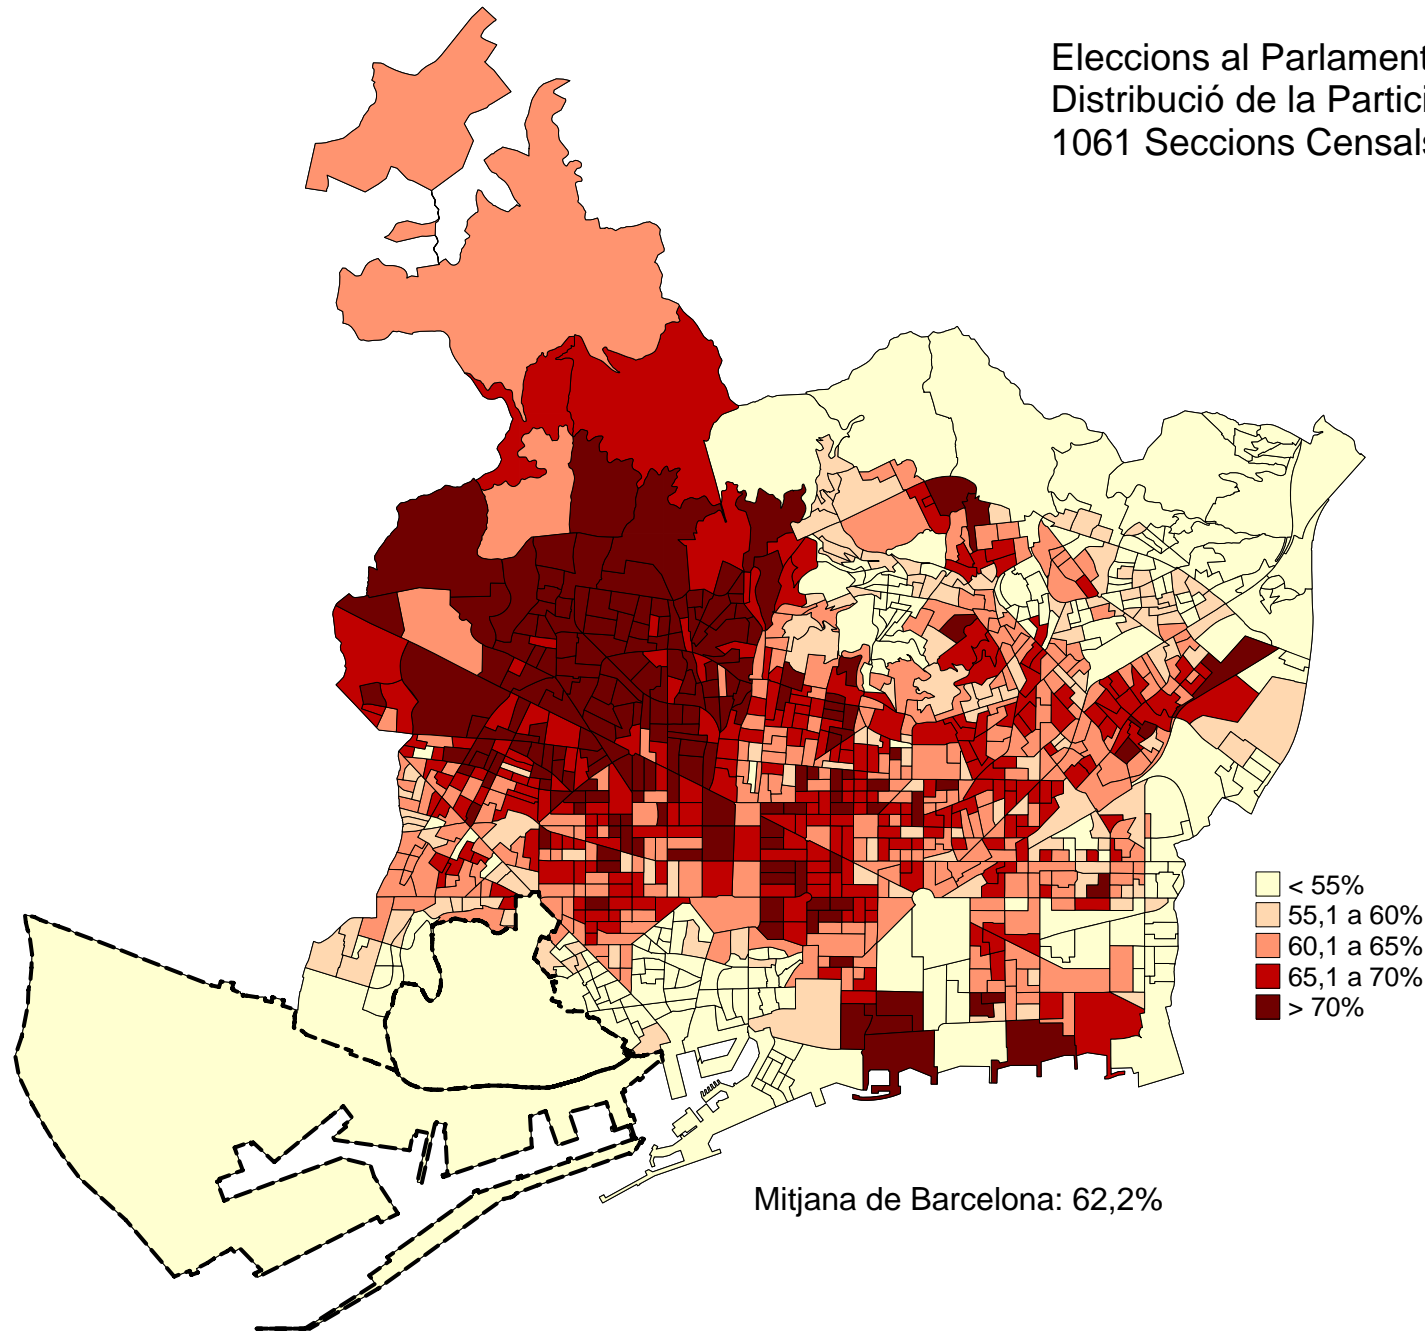 Eleccions al Parlament
Distribució de la Partici
1061 Seccions Censals
< 55%
55,1 a 60%
60,1 a 65%
65,1 a 70%
> 70%
Mitjana de Barcelona: 62,2%